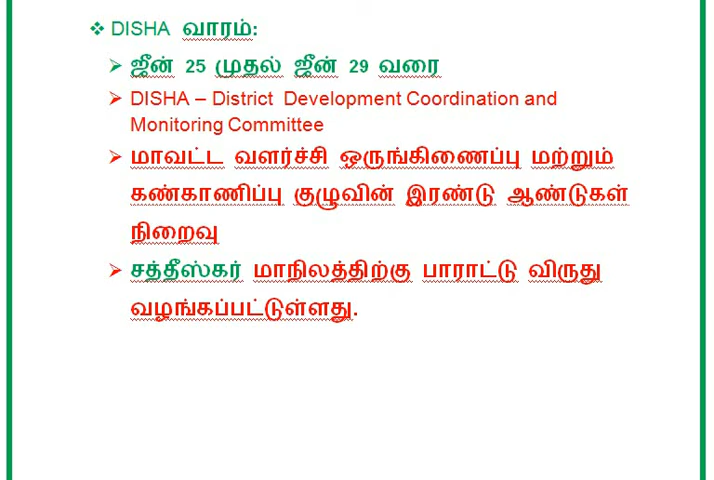 DISHA வாரம்:
ஜீன் 25 முதல் ஜீன் 29 வரை
DISHA – District Development Coordination and
Monitoring Committee
மாவட்ட வளர்ச்சி ஒருங்கிணைப்பு மற்றும்
கண்காணிப்பு குழுவின் இரண்டு ஆண்டுகள்
நிறைவு
சத்தீஸ்கர் மாநிலத்திற்கு பாராட்டு விருது
வழங்கப்பட்டுள்ளது.